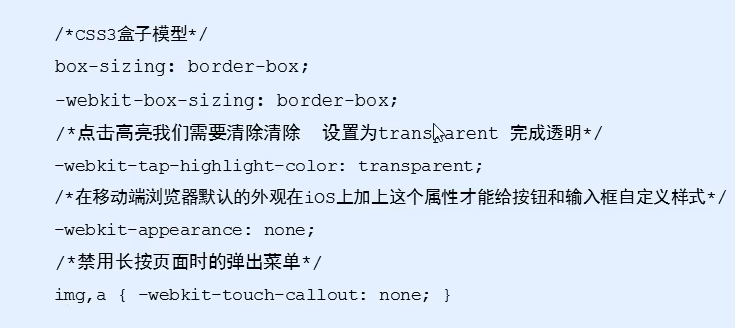 /*CSS3盒子模型*/
box-sizing: border-box;
-webkit-box-sizing: border-box;
/*点击高亮我们需要清除清除  设置为transparent 完成透明*/
-webkit-tap-highlight-color: transparent;
/*在移动端浏览器默认的外观在iOS上加上这个属性才能给按钮和输入框自定义样式*/
-webkit-appearance: none;
/*禁用长按页面时的弹出菜单*/
img,a { -webkit-touch-callout: none; }